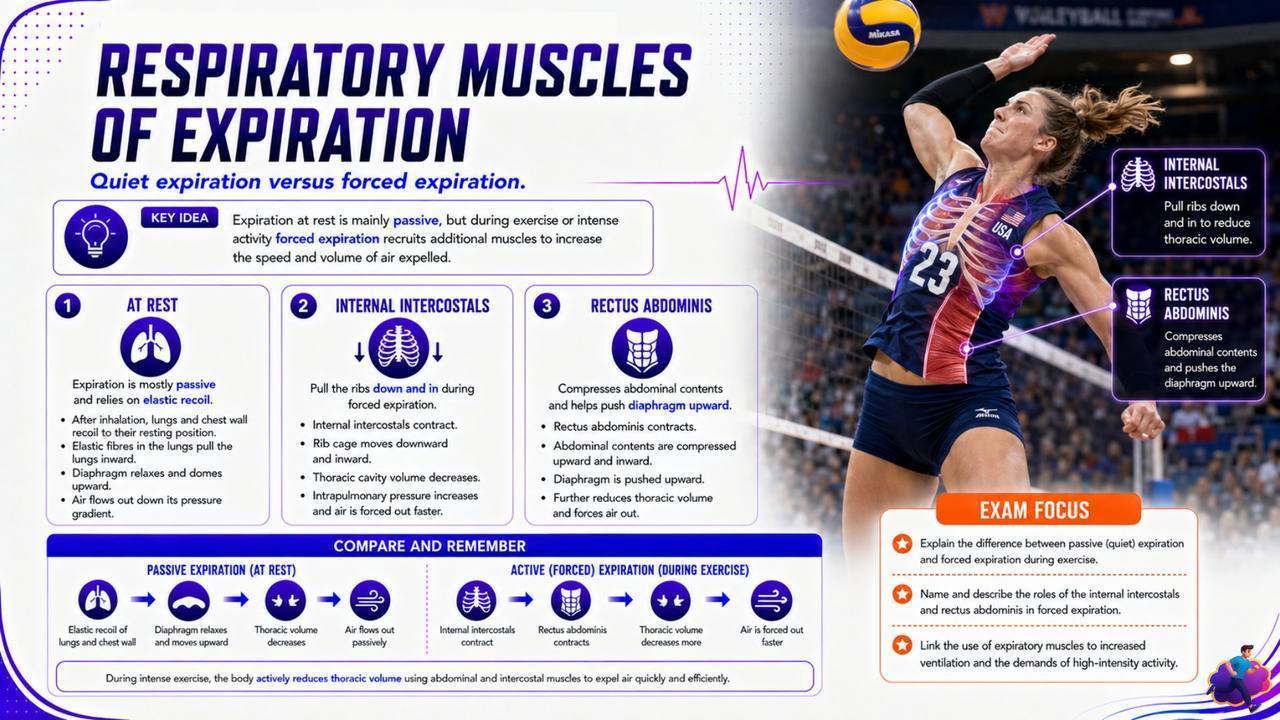 RESPIRATORY MUSCLES
OF EXPIRATION
Quiet expiration versus forced expiration.
KEY IDEA
Expiration at rest is mainly passive, but during exercise or intense
activity forced expiration recruits additional muscles to increase
the speed and volume of air expelled.
1
AT REST
Expiration is mostly passive
and relies on elastic recoil.
• After inhalation, lungs and chest wall
recoil to their resting position.
• Elastic fibres in the lungs pull the
lungs inward.
• Diaphragm relaxes and domes
upward.
• Air flows out down its pressure
gradient.
2
INTERNAL INTERCOSTALS
Pull the ribs down and in during
forced expiration.
• Internal intercostals contract.
• Rib cage moves downward
and inward.
• Thoracic cavity volume decreases.
• Intrapulmonary pressure increases
and air is forced out faster.
3
RECTUS ABDOMINIS
Compresses abdominal contents
and helps push diaphragm upward.
• Rectus abdominis contracts.
• Abdominal contents are compressed
upward and inward.
• Diaphragm is pushed upward.
• Further reduces thoracic volume
and forces air out.
COMPARE AND REMEMBER
PASSIVE EXPIRATION (AT REST)
Elastic recoil of
lungs and chest wall
Diaphragm relaxes
and moves upward
Thoracic volume
decreases
Air flows out
passively
ACTIVE (FORCED) EXPIRATION (DURING EXERCISE)
Internal intercostals
contract
Rectus abdominis
contracts
Thoracic volume
decreases more
Air is forced out
faster
During intense exercise, the body actively reduces thoracic volume using abdominal and intercostal muscles to expel air quickly and efficiently.
VOLLEYBALL
MIKASA
USA
23
INTERNAL
INTERCOSTALS
Pull ribs down
and in to reduce
thoracic volume.
RECTUS
ABDOMINIS
Compresses
abdominal contents
and pushes the
diaphragm upward.
EXAM FOCUS
Explain the difference between passive (quiet) expiration
and forced expiration during exercise.
Name and describe the roles of the internal intercostals
and rectus abdominis in forced expiration.
Link the use of expiratory muscles to increased
ventilation and the demands of high-intensity activity.